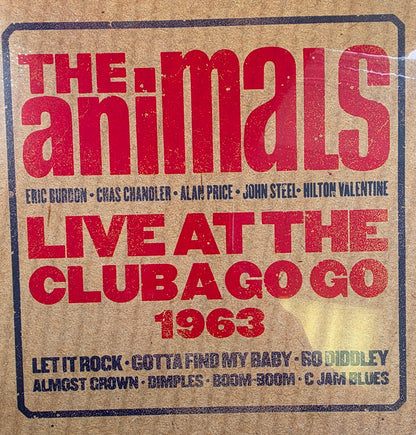 THE
animals
ERIC BURDON • CHAS CHANDLER • ALAN PRICE • JOHN STEEL • HILTON VALENTINE
LIVE AT THE
CLUB A GO GO
1963
LET IT ROCK • GOTTA FIND MY BABY • BO DIDDLEY
ALMOST GROWN • DIMPLES • BOOM-BOOM • C JAM BLUES